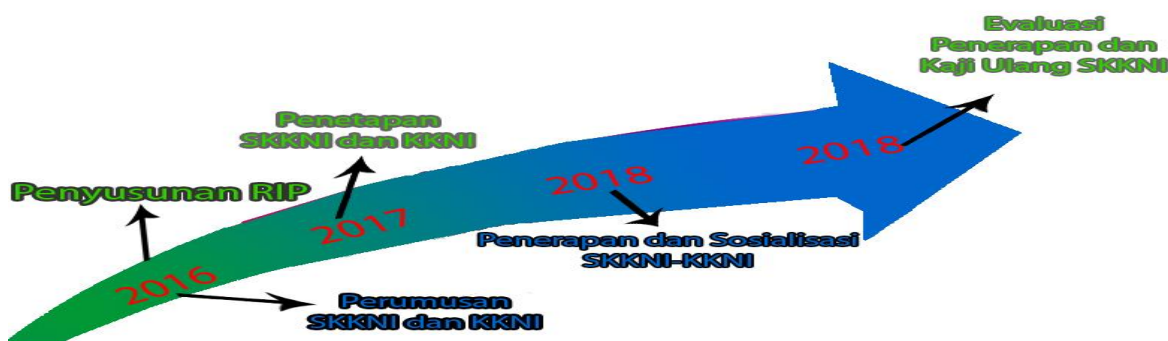 Evaluasi
Penerapan dan
Kaji Ulang SKKNI
Penetapan
SKKNI dan KKNI
2018
Penyusunan RIP
2018
2017
Penerapan dan Sosialisasi
SKKNI-KKNI
2016
Perumusan
SKKNI dan KKNI